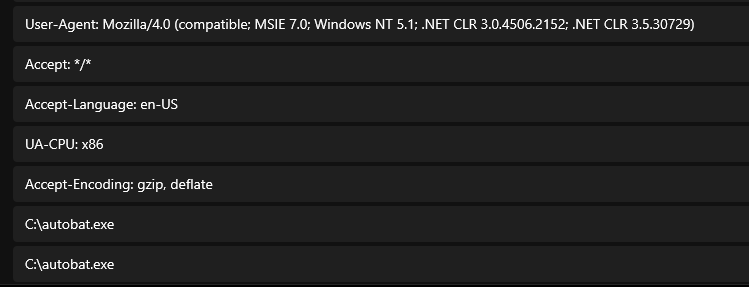 User-Agent: Mozilla/4.0 (compatible; MSIE 7.0; Windows NT 5.1; .NET CLR 3.0.4506.2152; .NET CLR 3.5.30729)
Accept: */*
Accept-Language: en-US
UA-CPU: x86
Accept-Encoding: gzip, deflate
C:\autobat.exe
C:\autobat.exe